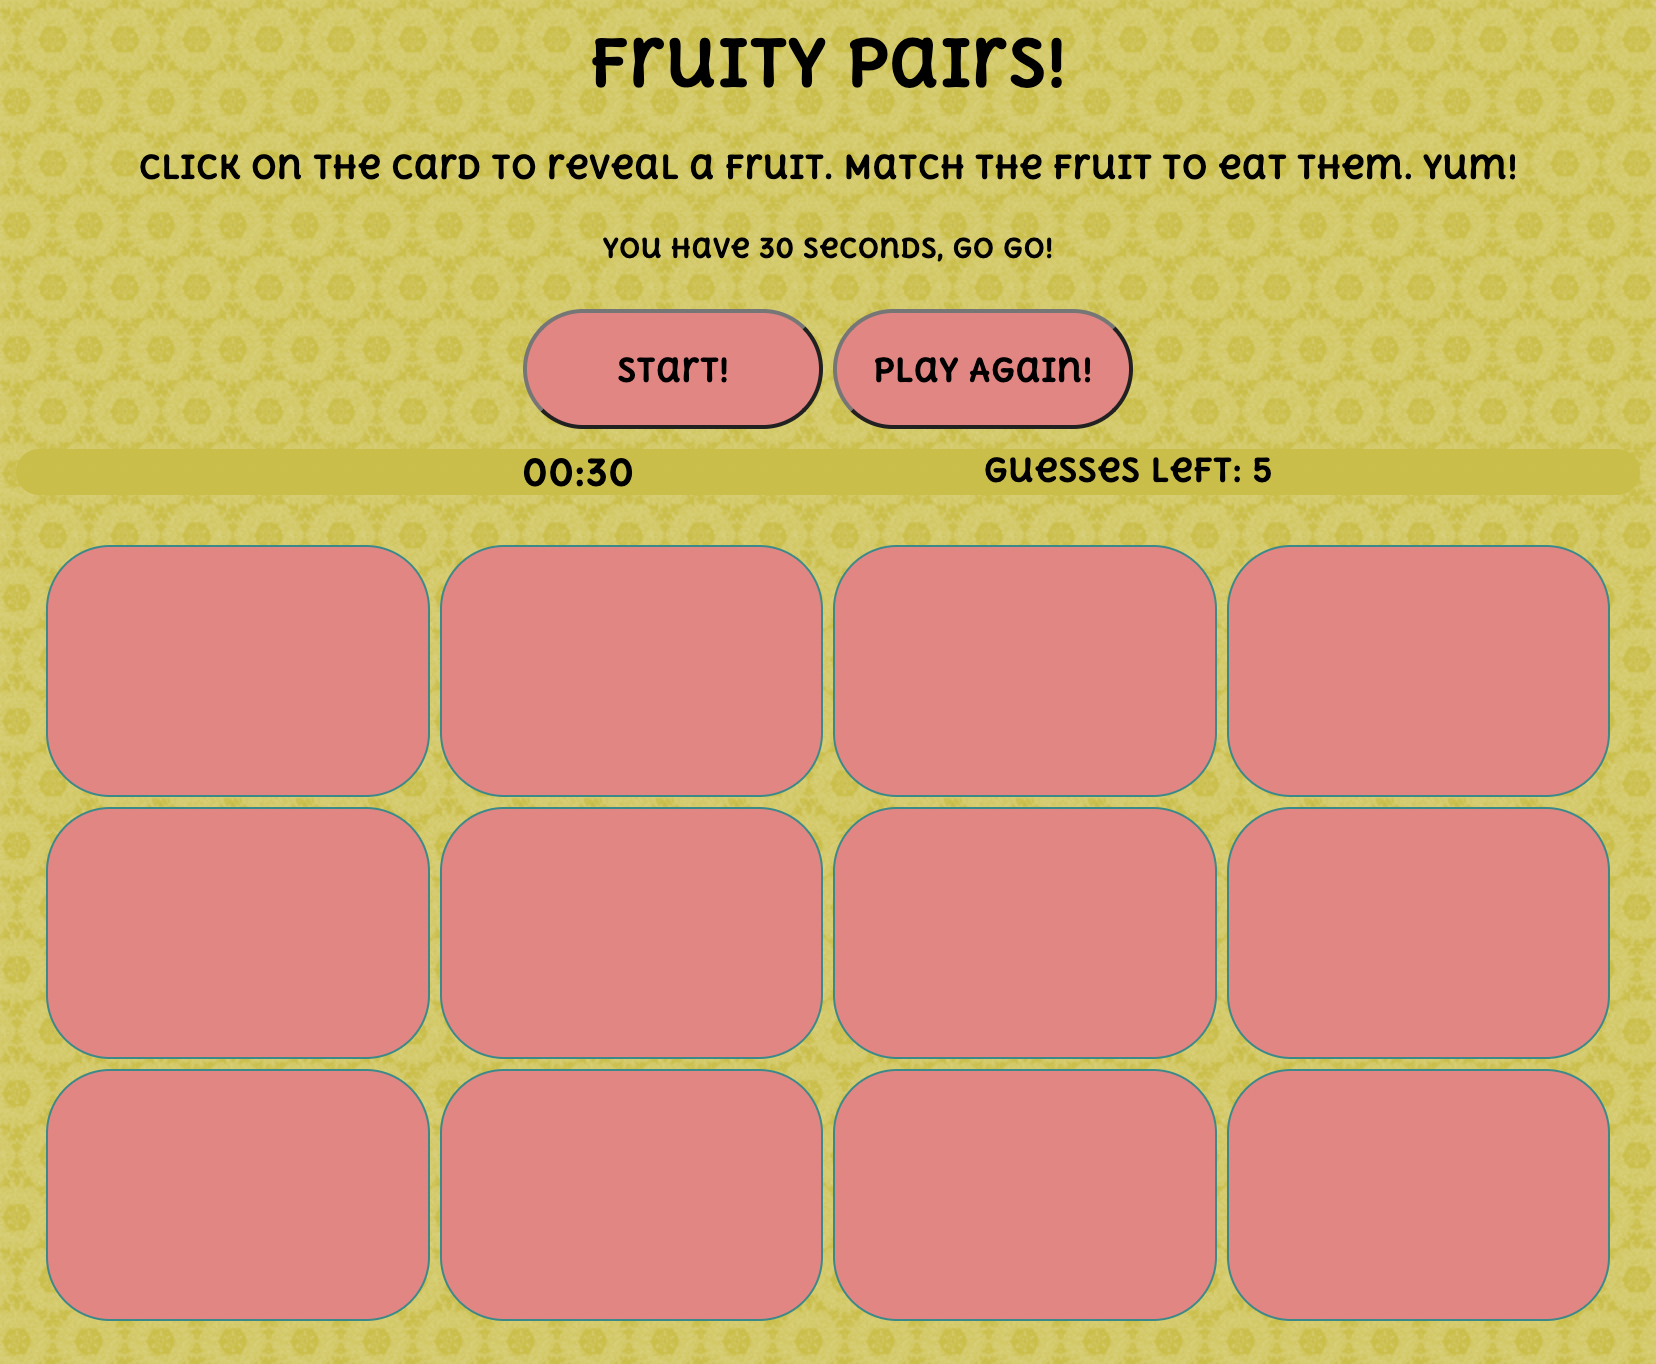 Fruity Pairs!
Click on the card to reveal a fruit. Match the fruit to eat them. Yum!
You have 30 seconds, GO GO!
Start!
Play Again!
00:30
Guesses Left: 5